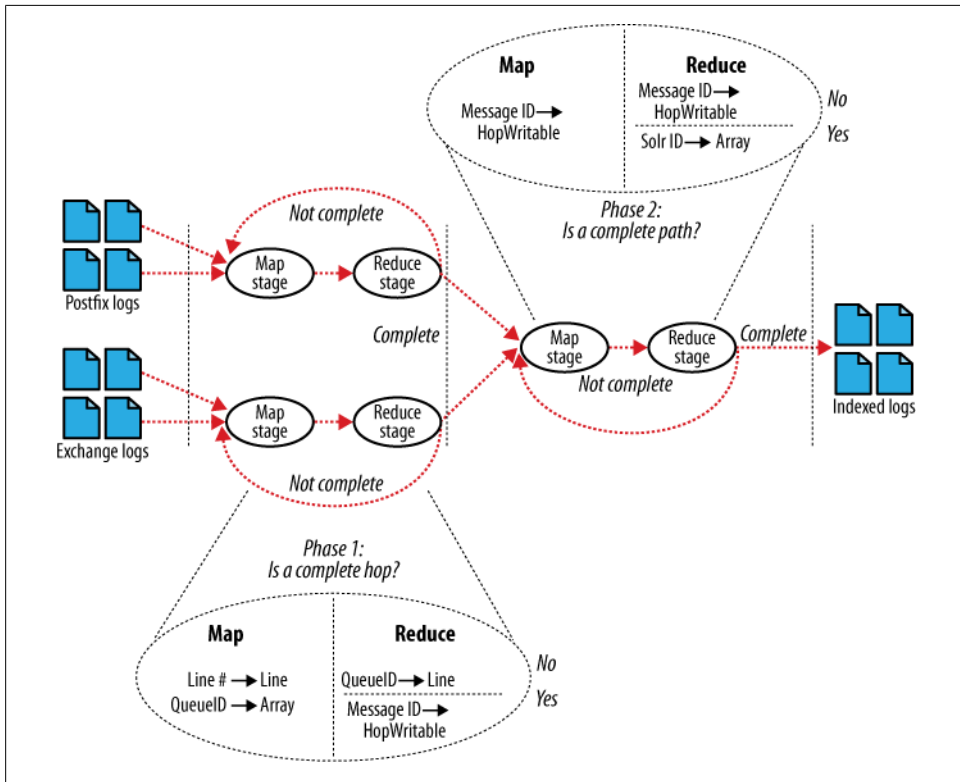 Map
Reduce
Message ID→
HopWritable
Message ID→
HopWritable
Solr ID→ Array
No
Yes
Phase 2:
Is a complete path?
Not complete
Map
stage
Reduce
stage
Postfix logs
Complete
Map
stage
Reduce
stage
Complete
Not complete
Indexed logs
Map
stage
Reduce
stage
Exchange logs
Not complete
Phase 1:
Is a complete hop?
Map
Reduce
Line # → Line
QueueID → Array
QueueID→ Line
Message ID→
HopWritable
No
Yes